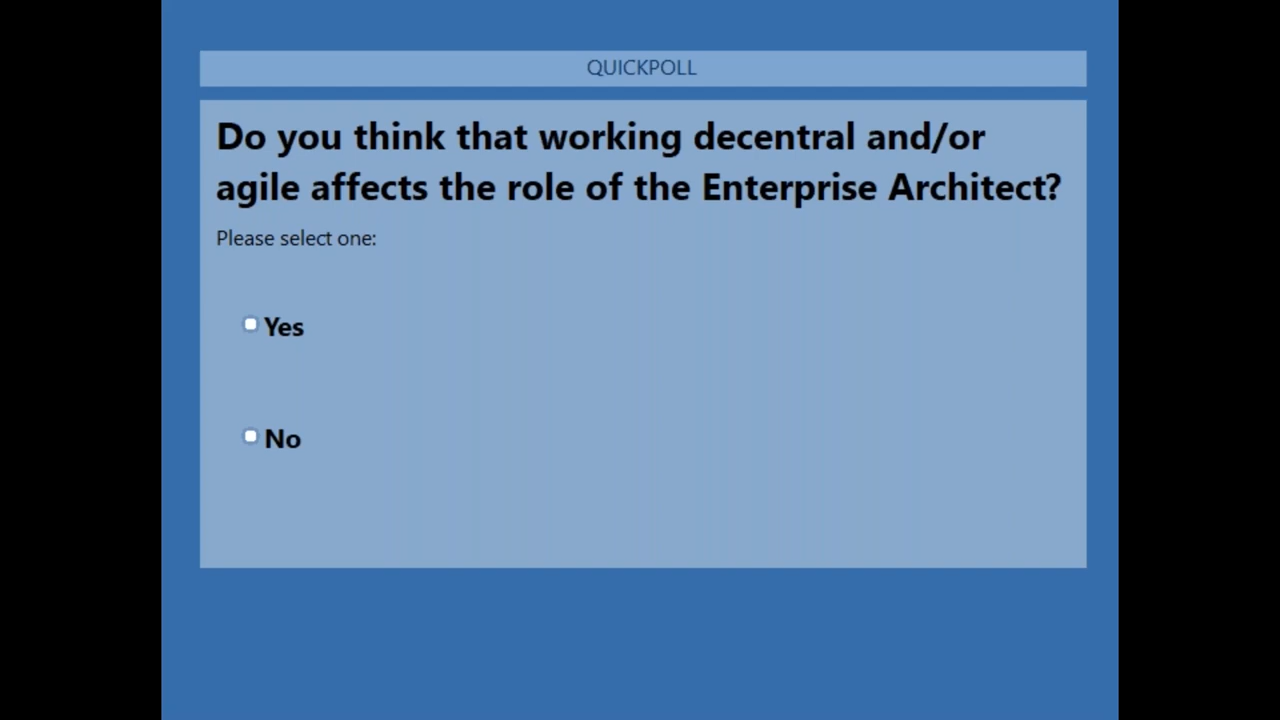 QUICKPOLL
Do you think that working decentral and/or
agile affects the role of the Enterprise Architect?
Please select one:
Yes
No